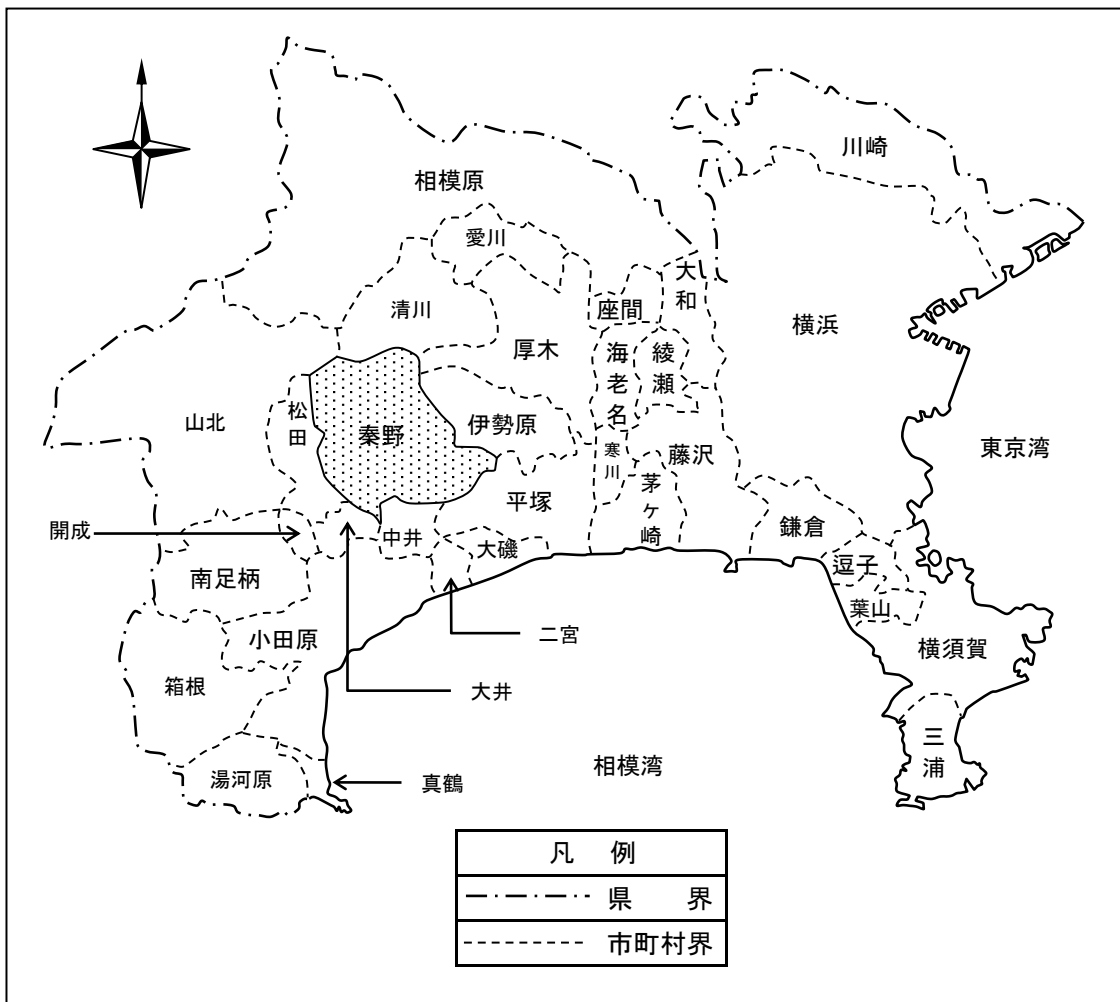 川崎
相模原
愛川
大和
清川
座間
横浜
厚木
海老名
綾瀬
山北
松田
秦野
伊勢原
寒川
藤沢
東京湾
茅ヶ崎
平塚
開成
中井
大磯
鎌倉
逗子
南足柄
葉山
小田原
二宮
横須賀
箱根
大井
三浦
湯河原
真鶴
相模湾
凡 例
県 界
市町村界